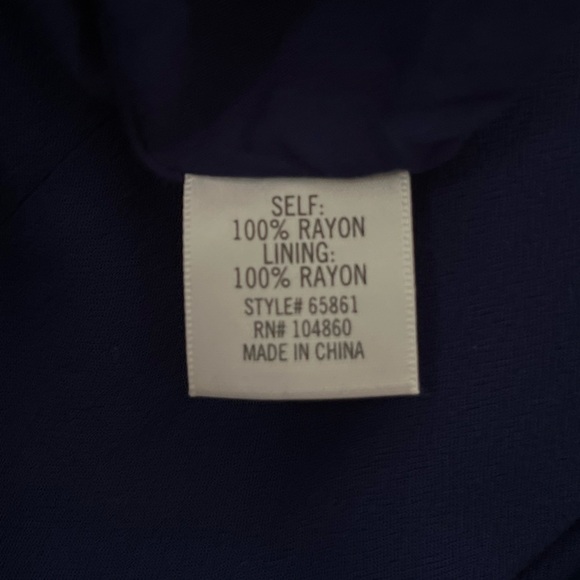 SELF:
100% RAYON
LINING:
100% RAYON
STYLE# 65861
RN# 104860
MADE IN CHINA